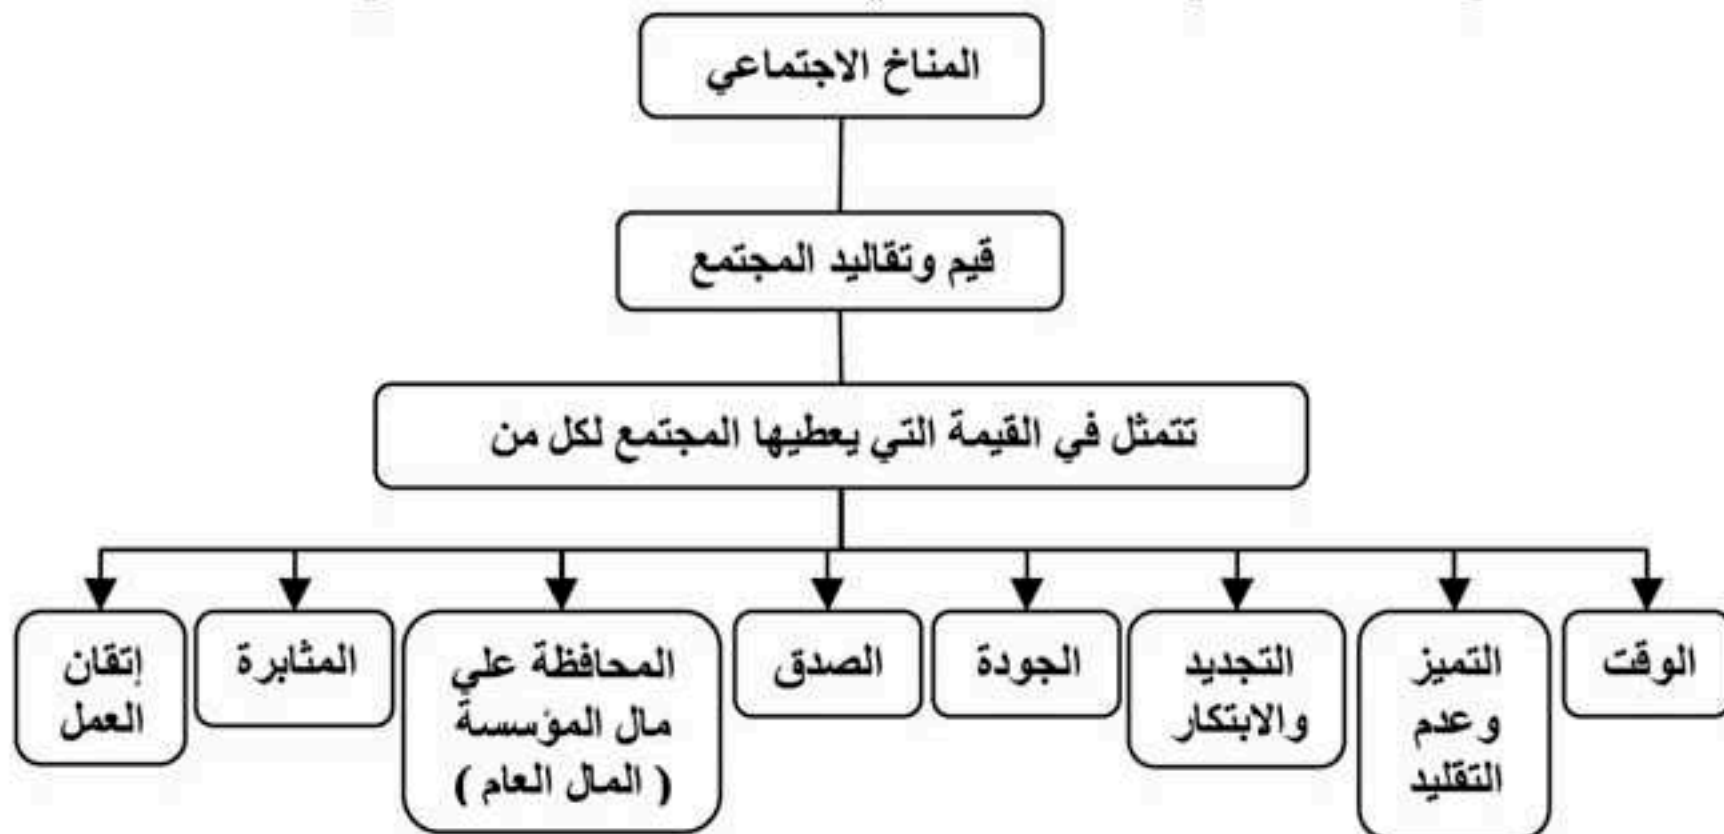 المناخ الاجتماعي
قيم وتقاليد المجتمع
تتمثل في القيمة التي يعطيها المجتمع لكل من
الوقت
التميز
وعدم
التقليد
التجديد
والابتكار
الجودة
الصدق
المحافظة علي
مال المؤسسة
( المال العام )
المثابرة
إتقان
العمل